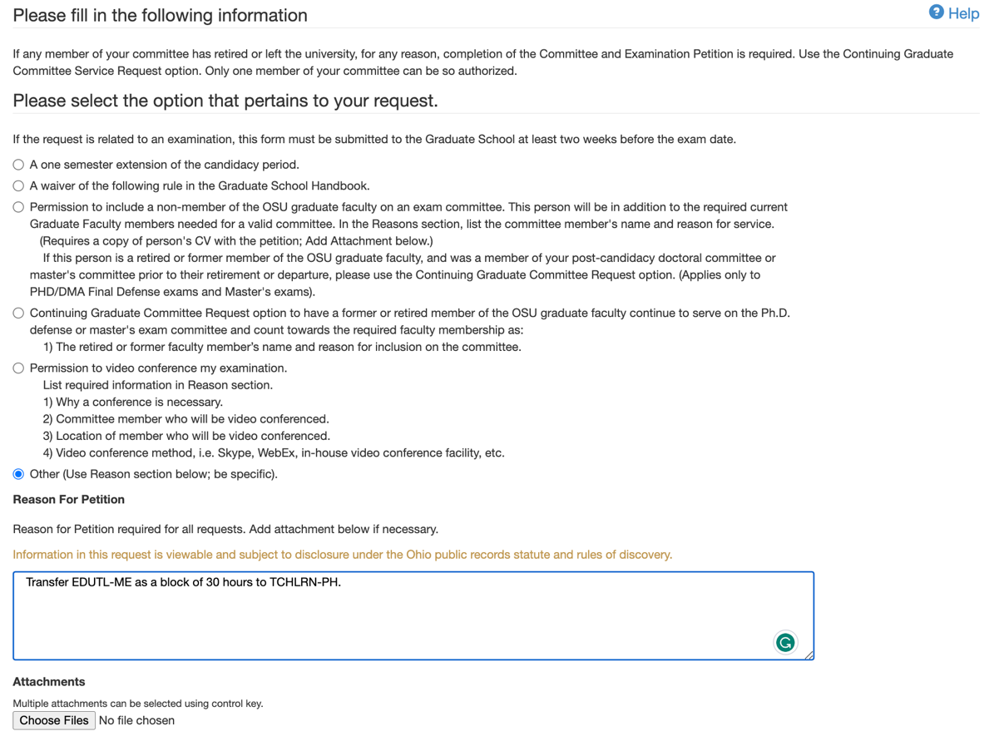 Please fill in the following information
Help
If any member of your committee has retired or left the university, for any reason, completion of the Committee and Examination Petition is required. Use the Continuing Graduate
Committee Service Request option. Only one member of your committee can be so authorized.
Please select the option that pertains to your request.
If the request is related to an examination, this form must be submitted to the Graduate School at least two weeks before the exam date.
A one semester extension of the candidacy period.
A waiver of the following rule in the Graduate School Handbook.
Permission to include a non-member of the OSU graduate faculty on an exam committee. This person will be in addition to the required current
Graduate Faculty members needed for a valid committee. In the Reasons section, list the committee member's name and reason for service.
(Requires a copy of person's CV with the petition; Add Attachment below.)
If this person is a retired or former member of the OSU graduate faculty, and was a member of your post-candidacy doctoral committee or
master's committee prior to their retirement or departure, please use the Continuing Graduate Committee Request option. (Applies only to
PHD/DMA Final Defense exams and Master's exams).
Continuing Graduate Committee Request option to have a former or retired member of the OSU graduate faculty continue to serve on the Ph.D.
defense or master's exam committee and count towards the required faculty membership as:
1) The retired or former faculty member's name and reason for inclusion on the committee.
Permission to video conference my examination.
List required information in Reason section.
1) Why a conference is necessary.
2) Committee member who will be video conferenced.
3) Location of member who will be video conferenced.
4) Video conference method, i.e. Skype, WebEx, in-house video conference facility, etc.
Other (Use Reason section below; be specific).
Reason For Petition
Reason for Petition required for all requests. Add attachment below if necessary.
Information in this request is viewable and subject to disclosure under the Ohio public records statute and rules of discovery.
Transfer EDUTL-ME as a block of 30 hours to TCHLRN-PH.
Attachments
Multiple attachments can be selected using control key.
Choose Files No file chosen